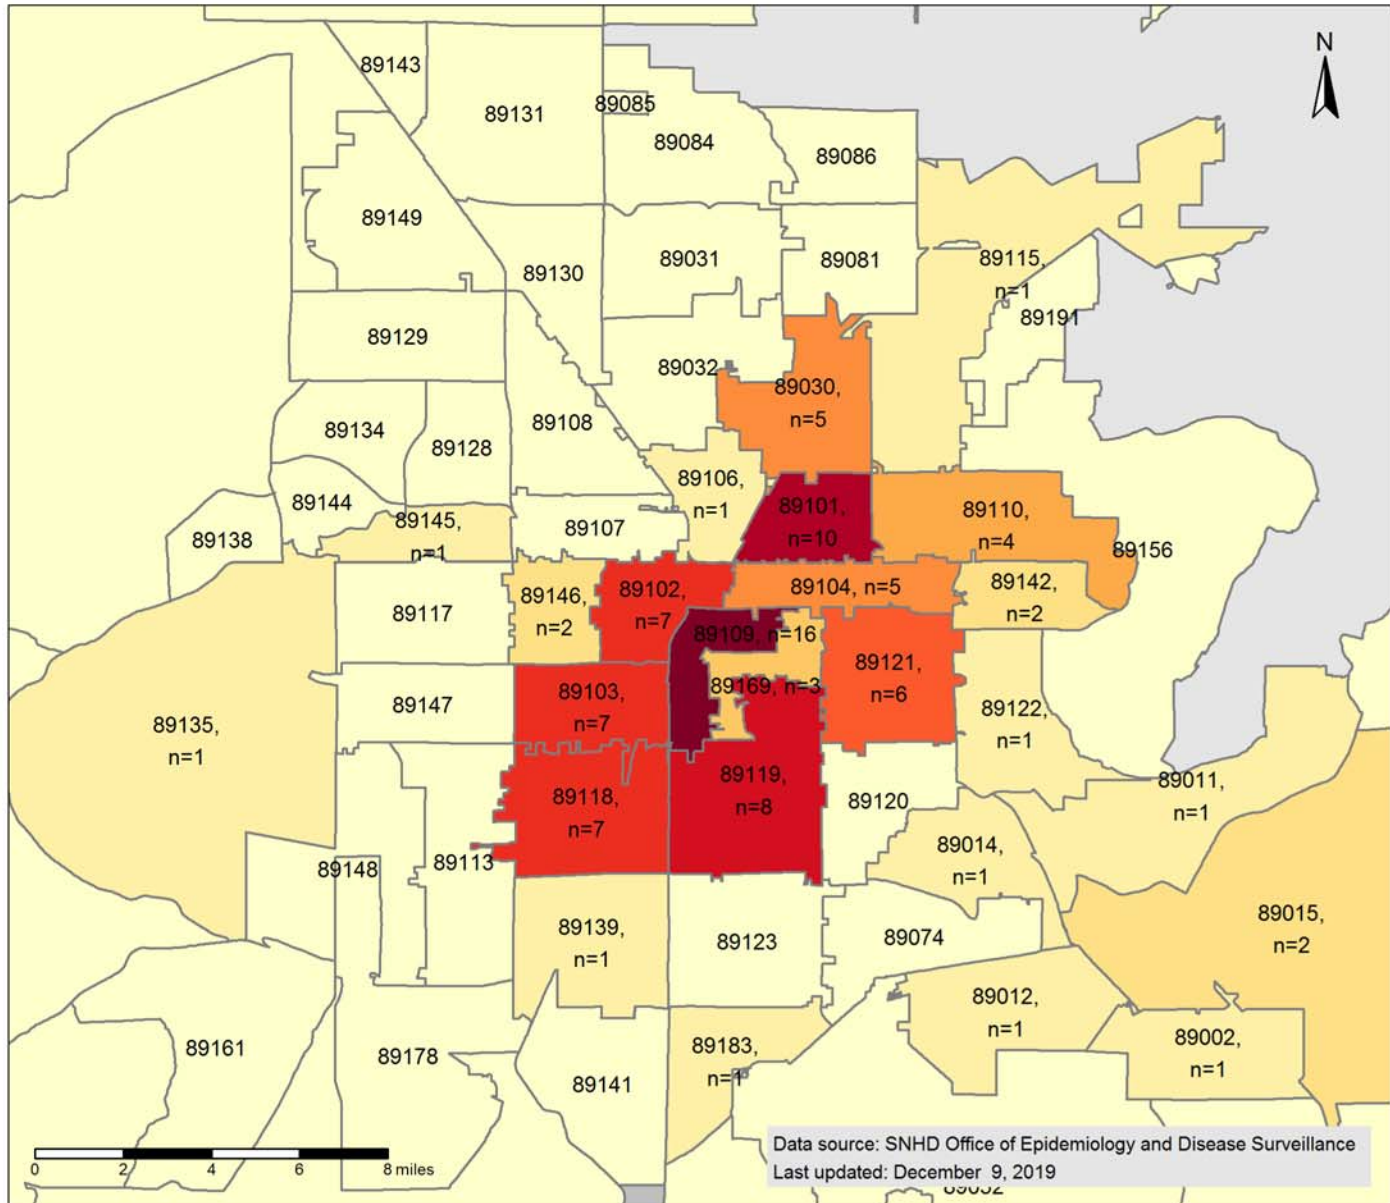 N
89143
89085
89131
89084
89086
89149
89031
89081
89115,
n=1
89130
89191
89129
89032
89030,
n=5
89134
89128
89108
89106,
n=1
89144
89101,
n=10
89110,
n=4
89145,
n=1
89107
89138
89156
89102,
n=7
89104, n=5
89142,
n=2
89146,
n=2
89117
89109, n=16
89121,
n=6
89169, n=3
89103,
n=7
89147
89122,
n=1
89135,
n=1
89119,
n=8
89011,
n=1
89118,
n=7
89120
89014,
n=1
89113
89148
89015,
n=2
89139,
n=1
89123
89074
89012,
n=1
89002,
n=1
89161
89178
89183,
n=1
89141
0 2 4 6 8 miles
Data source: SNHD Office of Epidemiology and Disease Surveillance
Last updated: December 9, 2019